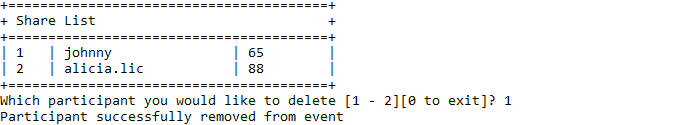 +========================================+
+ Share List                             +
+========================================+
| 1   | johnny               | 65        |
| 2   | alicia.lic           | 88        |
+========================================+
Which participant you would like to delete [1 - 2][0 to exit]? 1
Participant successfully removed from event